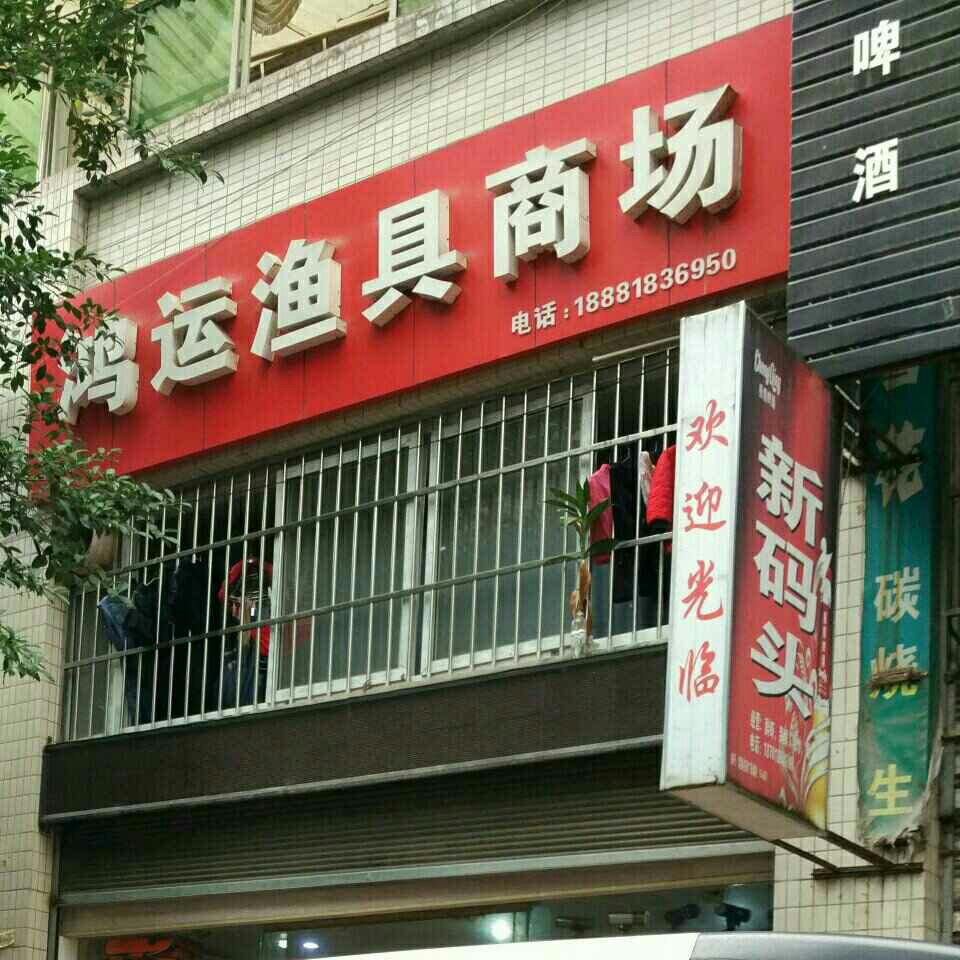 鸿运渔具商场
电话:18881836950
啤酒
欢迎光临
新码头
碳烧生